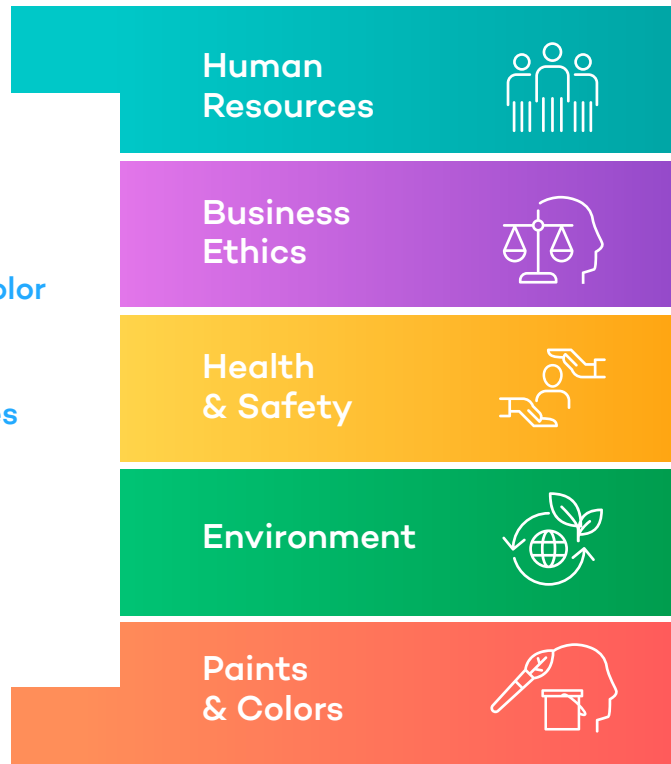 Human
Resources
Business
Ethics
Health
& Safety
Environment
Paints
& Colors